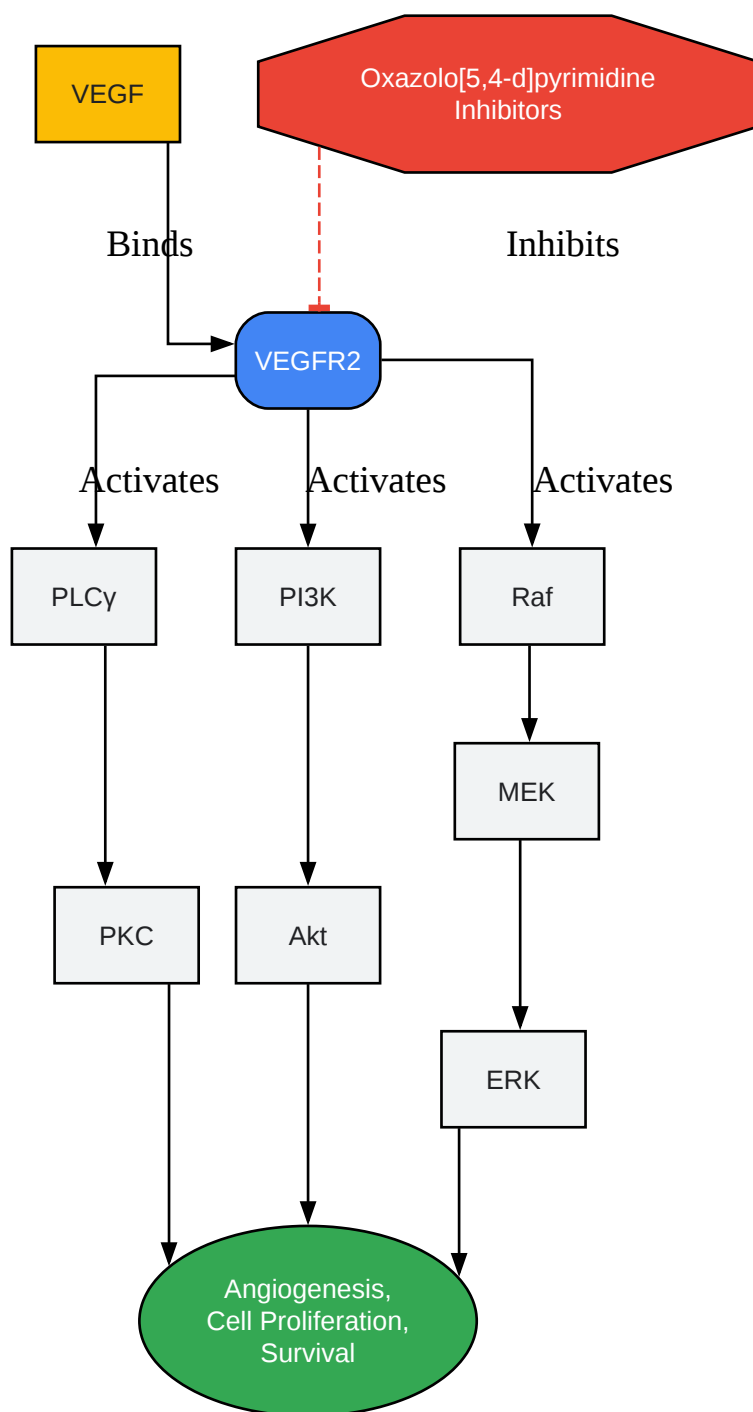 VEGF
Oxazolo[5,4-d]pyrimidine
Inhibitors
Binds
Inhibits
VEGFR2
Activates
Activates
Activates
PLCγ
PI3K
Raf
MEK
PKC
Akt
ERK
Angiogenesis,
Cell Proliferation,
Survival